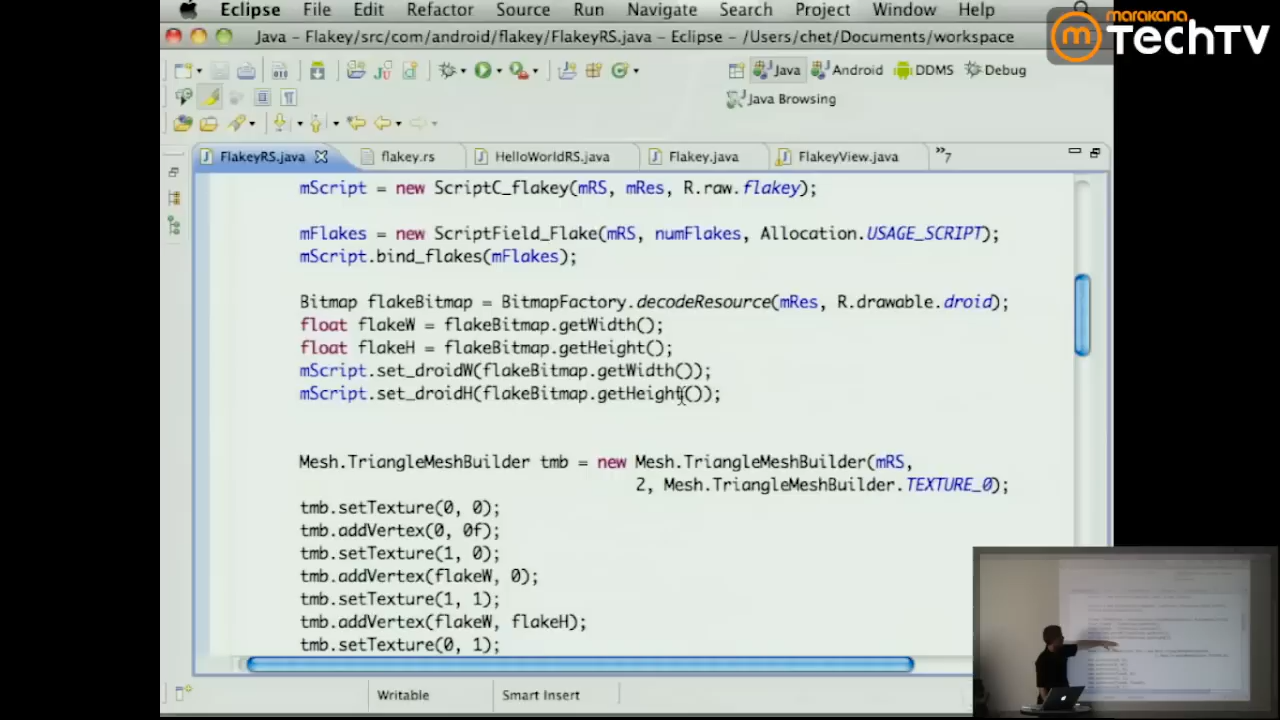 Eclipse File Edit Refactor Source Run Navigate Search Project Window Help
marakana
TechTV
Java - Flakey/src/com/android/flakey/FlakeyRS.java - Eclipse - /Users/chet/Documents/workspace
Java Android DDMS Debug
Java Browsing
FlakeyRS.java flakey.rs HelloWorldRS.java Flakey.java FlakeyView.java »7
mScript = new ScriptC_flakey(mRS, mRes, R.raw.flakey);
mFlakes = new ScriptField_Flake(mRS, numFlakes, Allocation.USAGE_SCRIPT);
mScript.bind_flakes(mFlakes);
Bitmap flakeBitmap = BitmapFactory.decodeResource(mRes, R.drawable.droid);
float flakeW = flakeBitmap.getWidth();
float flakeH = flakeBitmap.getHeight();
mScript.set_droidW(flakeBitmap.getWidth());
mScript.set_droidH(flakeBitmap.getHeight());
Mesh.TriangleMeshBuilder tmb = new Mesh.TriangleMeshBuilder(mRS,
2, Mesh.TriangleMeshBuilder.TEXTURE_0);
tmb.setTexture(0, 0);
tmb.addVertex(0, 0f);
tmb.setTexture(1, 0);
tmb.addVertex(flakeW, 0);
tmb.setTexture(1, 1);
tmb.addVertex(flakeW, flakeH);
tmb.setTexture(0, 1);
Writable Smart Insert